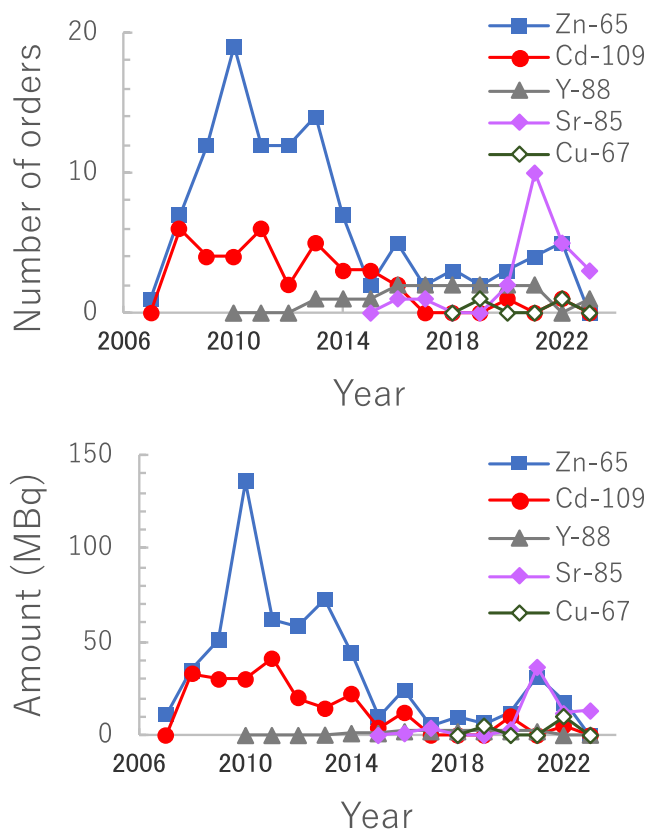 20
10
0
Number of orders
2006
2010
2014
2018
2022
Year
Zn-65
Cd-109
Y-88
Sr-85
Cu-67
150
100
50
0
Amount (MBq)
2006
2010
2014
2018
2022
Year
Zn-65
Cd-109
Y-88
Sr-85
Cu-67